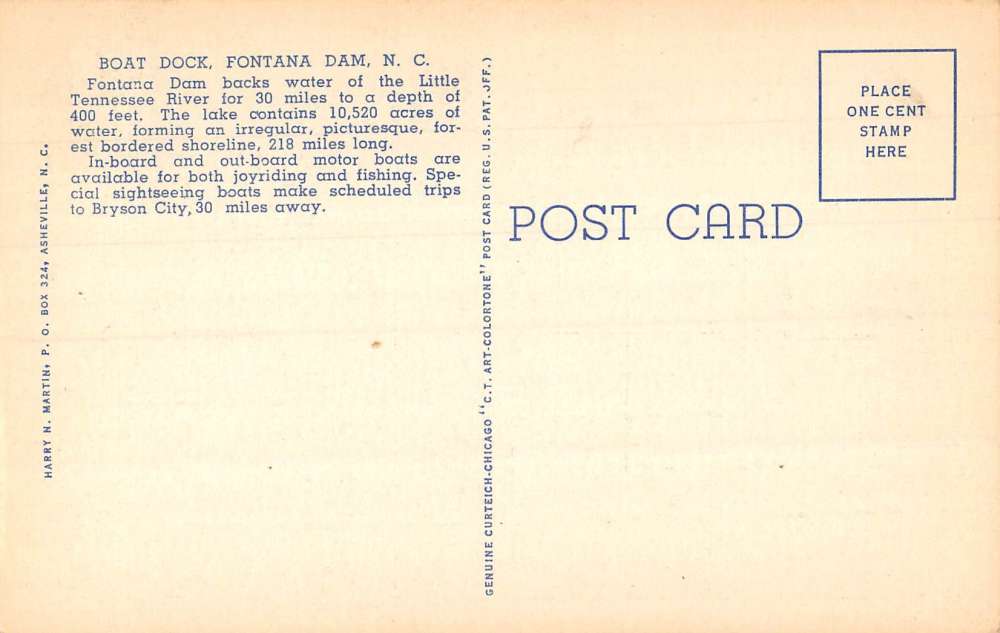 BOAT DOCK, FONTANA DAM, N. C.
Fontana Dam backs water of the Little
Tennessee River for 30 miles to a depth of
400 feet. The lake contains 10,520 acres of
water, forming an irregular, picturesque, for-
est bordered shoreline, 218 miles long.
In-board and out-board motor boats are
available for both joyriding and fishing. Spe-
cial sightseeing boats make scheduled trips
to Bryson City, 30 miles away.
HARRY N. MARTIN, P. O. BOX 324, ASHEVILLE, N. C.
GENUINE CURTEICH-CHICAGO "C.T. ART-COLORTONE" POST CARD (REG. U.S. PAT. OFF.)
POST CARD
PLACE
ONE CENT
STAMP
HERE